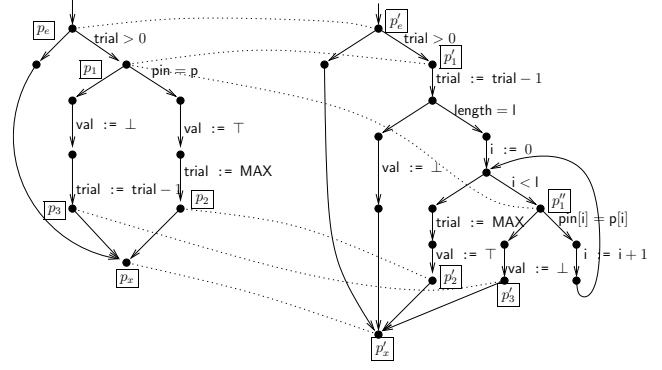 pₑ
trial > 0
p₁
pin = p
val := ⊥
val := ⊤
trial := trial − 1
trial := MAX
p₃
p₂
pₓ
p′ₑ
trial > 0
p′₁
trial := trial − 1
length = l
val := ⊥
i := 0
i < l
p″₁
trial := MAX
pin[i] = p[i]
val := ⊤
val := ⊥
i := i + 1
p′₂
p′₃
p′ₓ